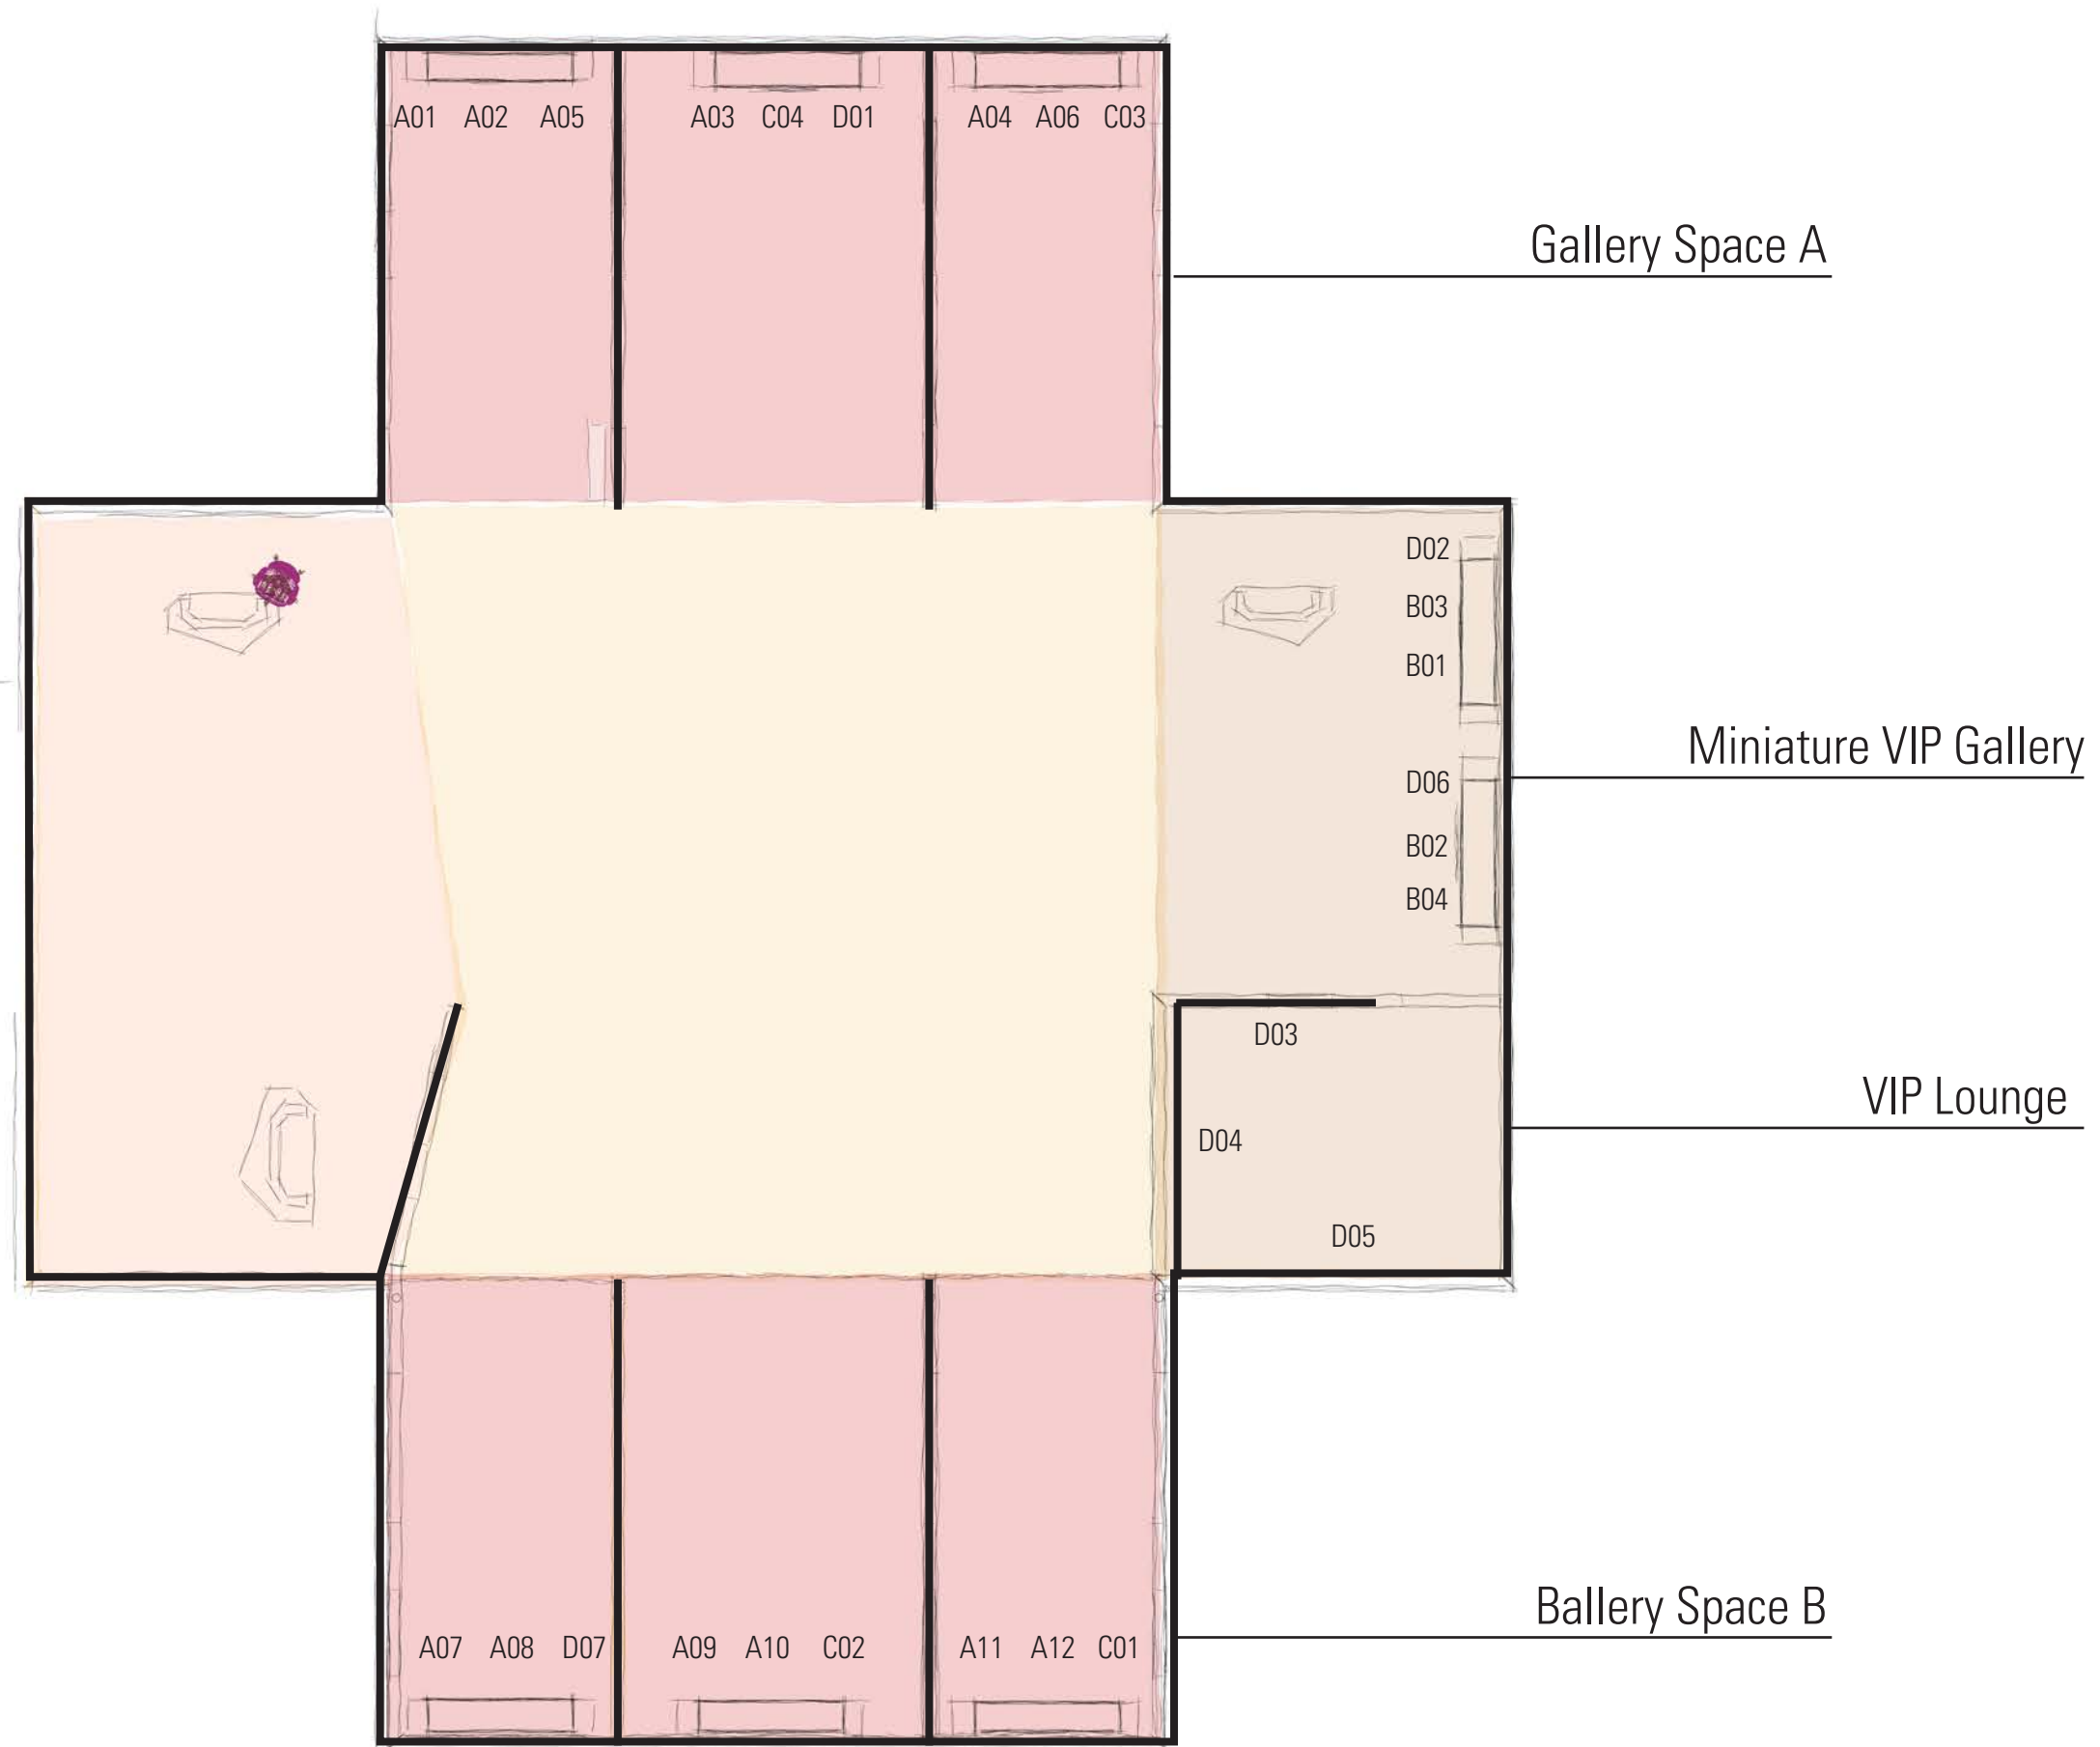 A01 A02 A05 A03 C04 D01 A04 A06 C03
Gallery Space A
D02
B03
B01
Miniature VIP Gallery
D06
B02
B04
D03
VIP Lounge
D04
D05
Ballery Space B
A07 A08 D07 A09 A10 C02 A11 A12 C01